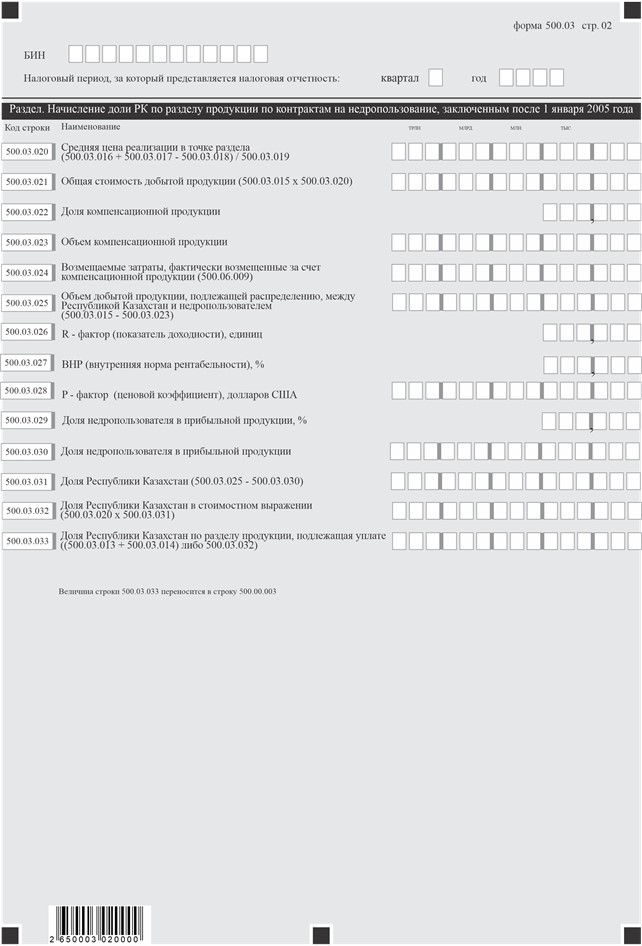 форма 500.03 стр. 02
БИН
Налоговый период, за который представляется налоговая отчетность: квартал год
Раздел. Начисление доли РК по разделу продукции по контрактам на недропользование, заключенным после 1 января 2005 года
Код строки Наименование трлн млрд млн тыс
500.03.020 Средняя цена реализации в точке раздела
(500.03.016 + 500.03.017 - 500.03.018) / 500.03.019
500.03.021 Общая стоимость добытой продукции (500.03.015 x 500.03.020)
500.03.022 Доля компенсационной продукции ,
500.03.023 Объем компенсационной продукции
500.03.024 Возмещаемые затраты, фактически возмещенные за счет
компенсационной продукции (500.06.009)
500.03.025 Объем добытой продукции, подлежащей распределению, между
Республикой Казахстан и недропользователем
(500.03.015 - 500.03.023)
500.03.026 R - фактор (показатель доходности), единиц ,
500.03.027 ВНР (внутренняя норма рентабельности), % ,
500.03.028 Р - фактор (ценовой коэффициент), долларов США
500.03.029 Доля недропользователя в прибыльной продукции, % ,
500.03.030 Доля недропользователя в прибыльной продукции
500.03.031 Доля Республики Казахстан (500.03.025 - 500.03.030)
500.03.032 Доля Республики Казахстан в стоимостном выражении
(500.03.020 x 500.03.031)
500.03.033 Доля Республики Казахстан по разделу продукции, подлежащая уплате
((500.03.013 + 500.03.014) либо 500.03.032)
Величина строки 500.03.033 переносится в строку 500.00.003
2 650003 020000